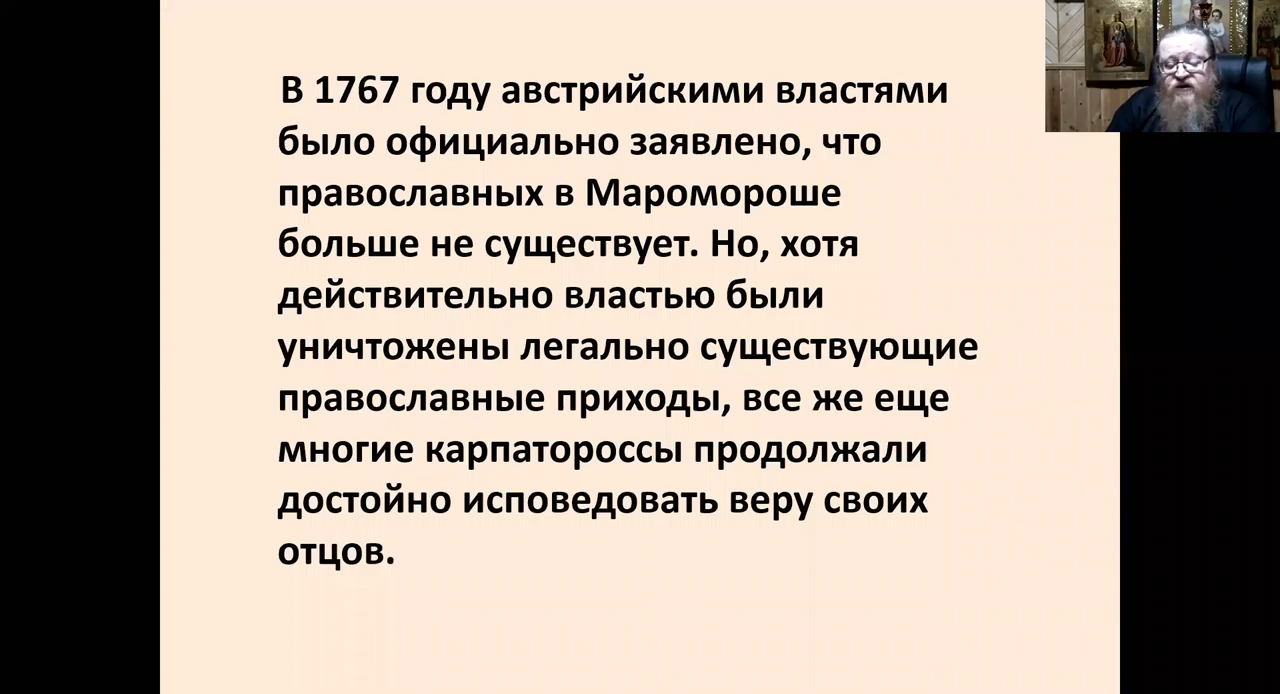 В 1767 году австрийскими властями
было официально заявлено, что
православных в Маромороше
больше не существует. Но, хотя
действительно властью были
уничтожены легально существующие
православные приходы, все же еще
многие карпатороссы продолжали
достойно исповедовать веру своих
отцов.